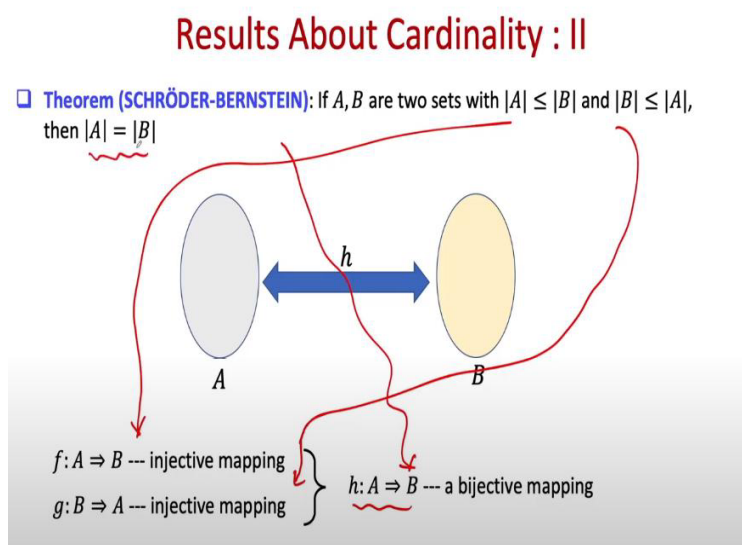 Results About Cardinality : II
Theorem (SCHRÖDER-BERNSTEIN): If A, B are two sets with |A| ≤ |B| and |B| ≤ |A|,
then |A| = |B|
h
A
B
f: A ⇒ B --- injective mapping
g: B ⇒ A --- injective mapping
h: A ⇒ B --- a bijective mapping